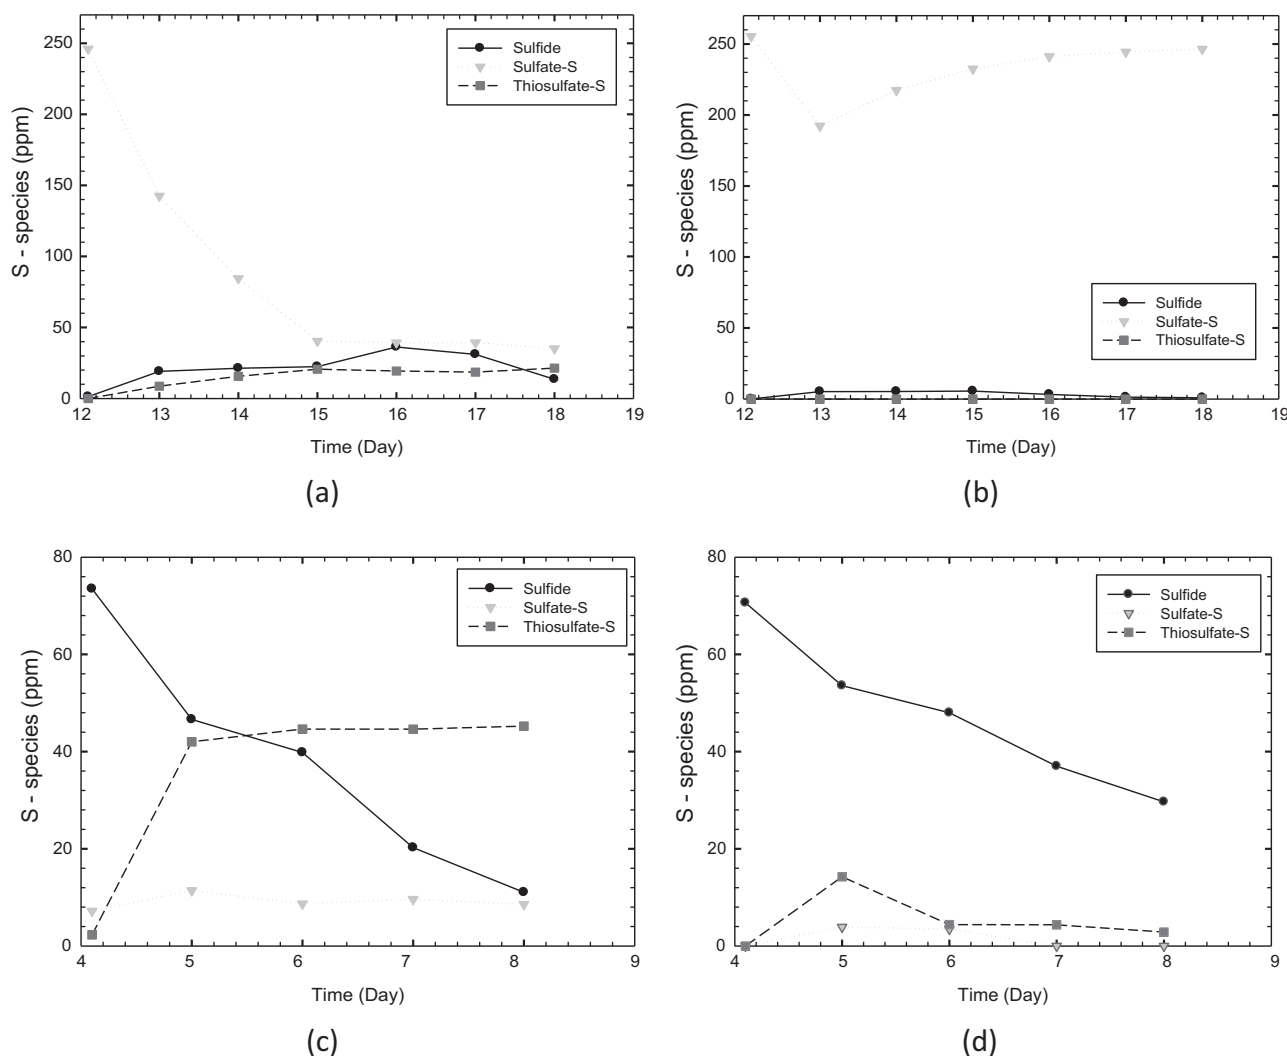 250
200
150
100
50
0
S - species (ppm)
Sulfide
Sulfate-S
Thiosulfate-S
12 13 14 15 16 17 18 19
Time (Day)
(a)
250
200
150
100
50
0
S - species (ppm)
Sulfide
Sulfate-S
Thiosulfate-S
12 13 14 15 16 17 18 19
Time (Day)
(b)
80
60
40
20
0
S - species (ppm)
Sulfide
Sulfate-S
Thiosulfate-S
4 5 6 7 8 9
Time (Day)
(c)
80
60
40
20
0
S - species (ppm)
Sulfide
Sulfate-S
Thiosulfate-S
4 5 6 7 8 9
Time (Day)
(d)